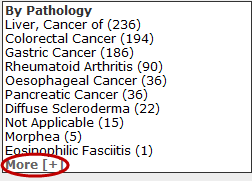 By Pathology
Liver, Cancer of (236)
Colorectal Cancer (194)
Gastric Cancer (186)
Rheumatoid Arthritis (90)
Oesophageal Cancer (36)
Pancreatic Cancer (36)
Diffuse Scleroderma (22)
Not Applicable (15)
Morphea (5)
Eosinophilic Fasciitis (1)
More [+]